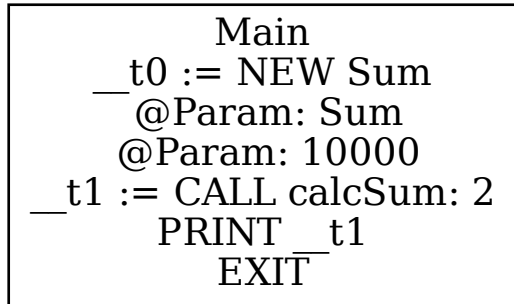 Main
__t0 := NEW Sum
@Param: Sum
@Param: 10000
__t1 := CALL calcSum: 2
PRINT __t1
EXIT